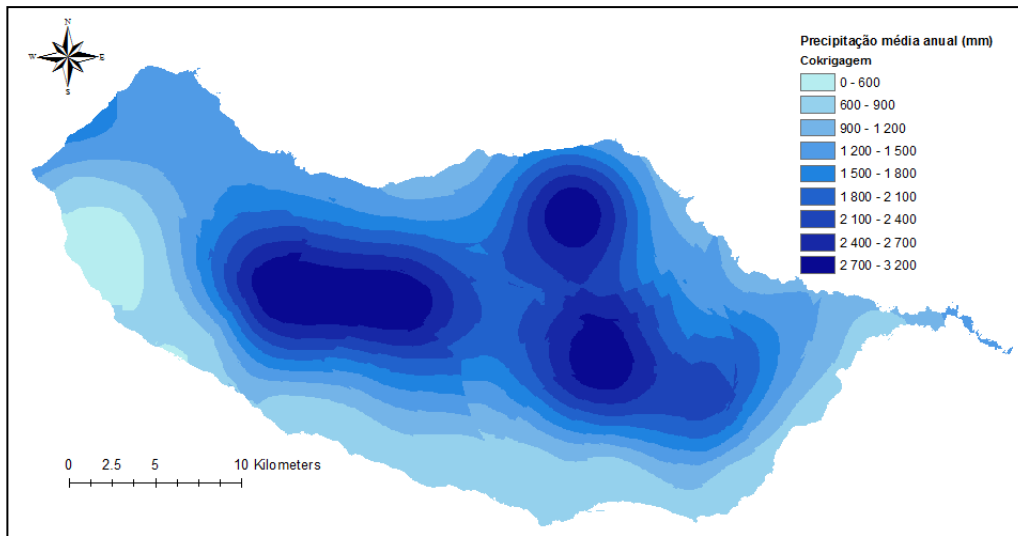 N
W
E
S
Precipitação média anual (mm)
Cokrigagem
0 - 600
600 - 900
900 - 1 200
1 200 - 1 500
1 500 - 1 800
1 800 - 2 100
2 100 - 2 400
2 400 - 2 700
2 700 - 3 200
0 2.5 5 10 Kilometers